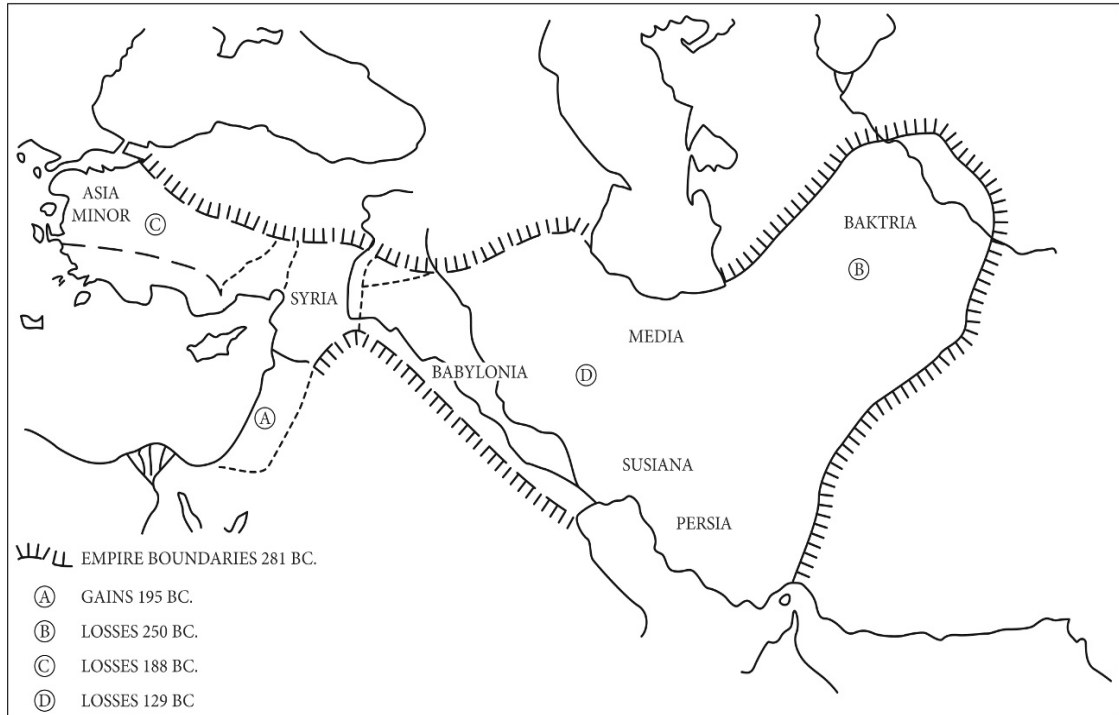 ASIA
MINOR
C
BAKTRIA
B
SYRIA
MEDIA
BABYLONIA
D
A
SUSIANA
PERSIA
EMPIRE BOUNDARIES 281 BC.
A GAINS 195 BC.
B LOSSES 250 BC.
C LOSSES 188 BC.
D LOSSES 129 BC